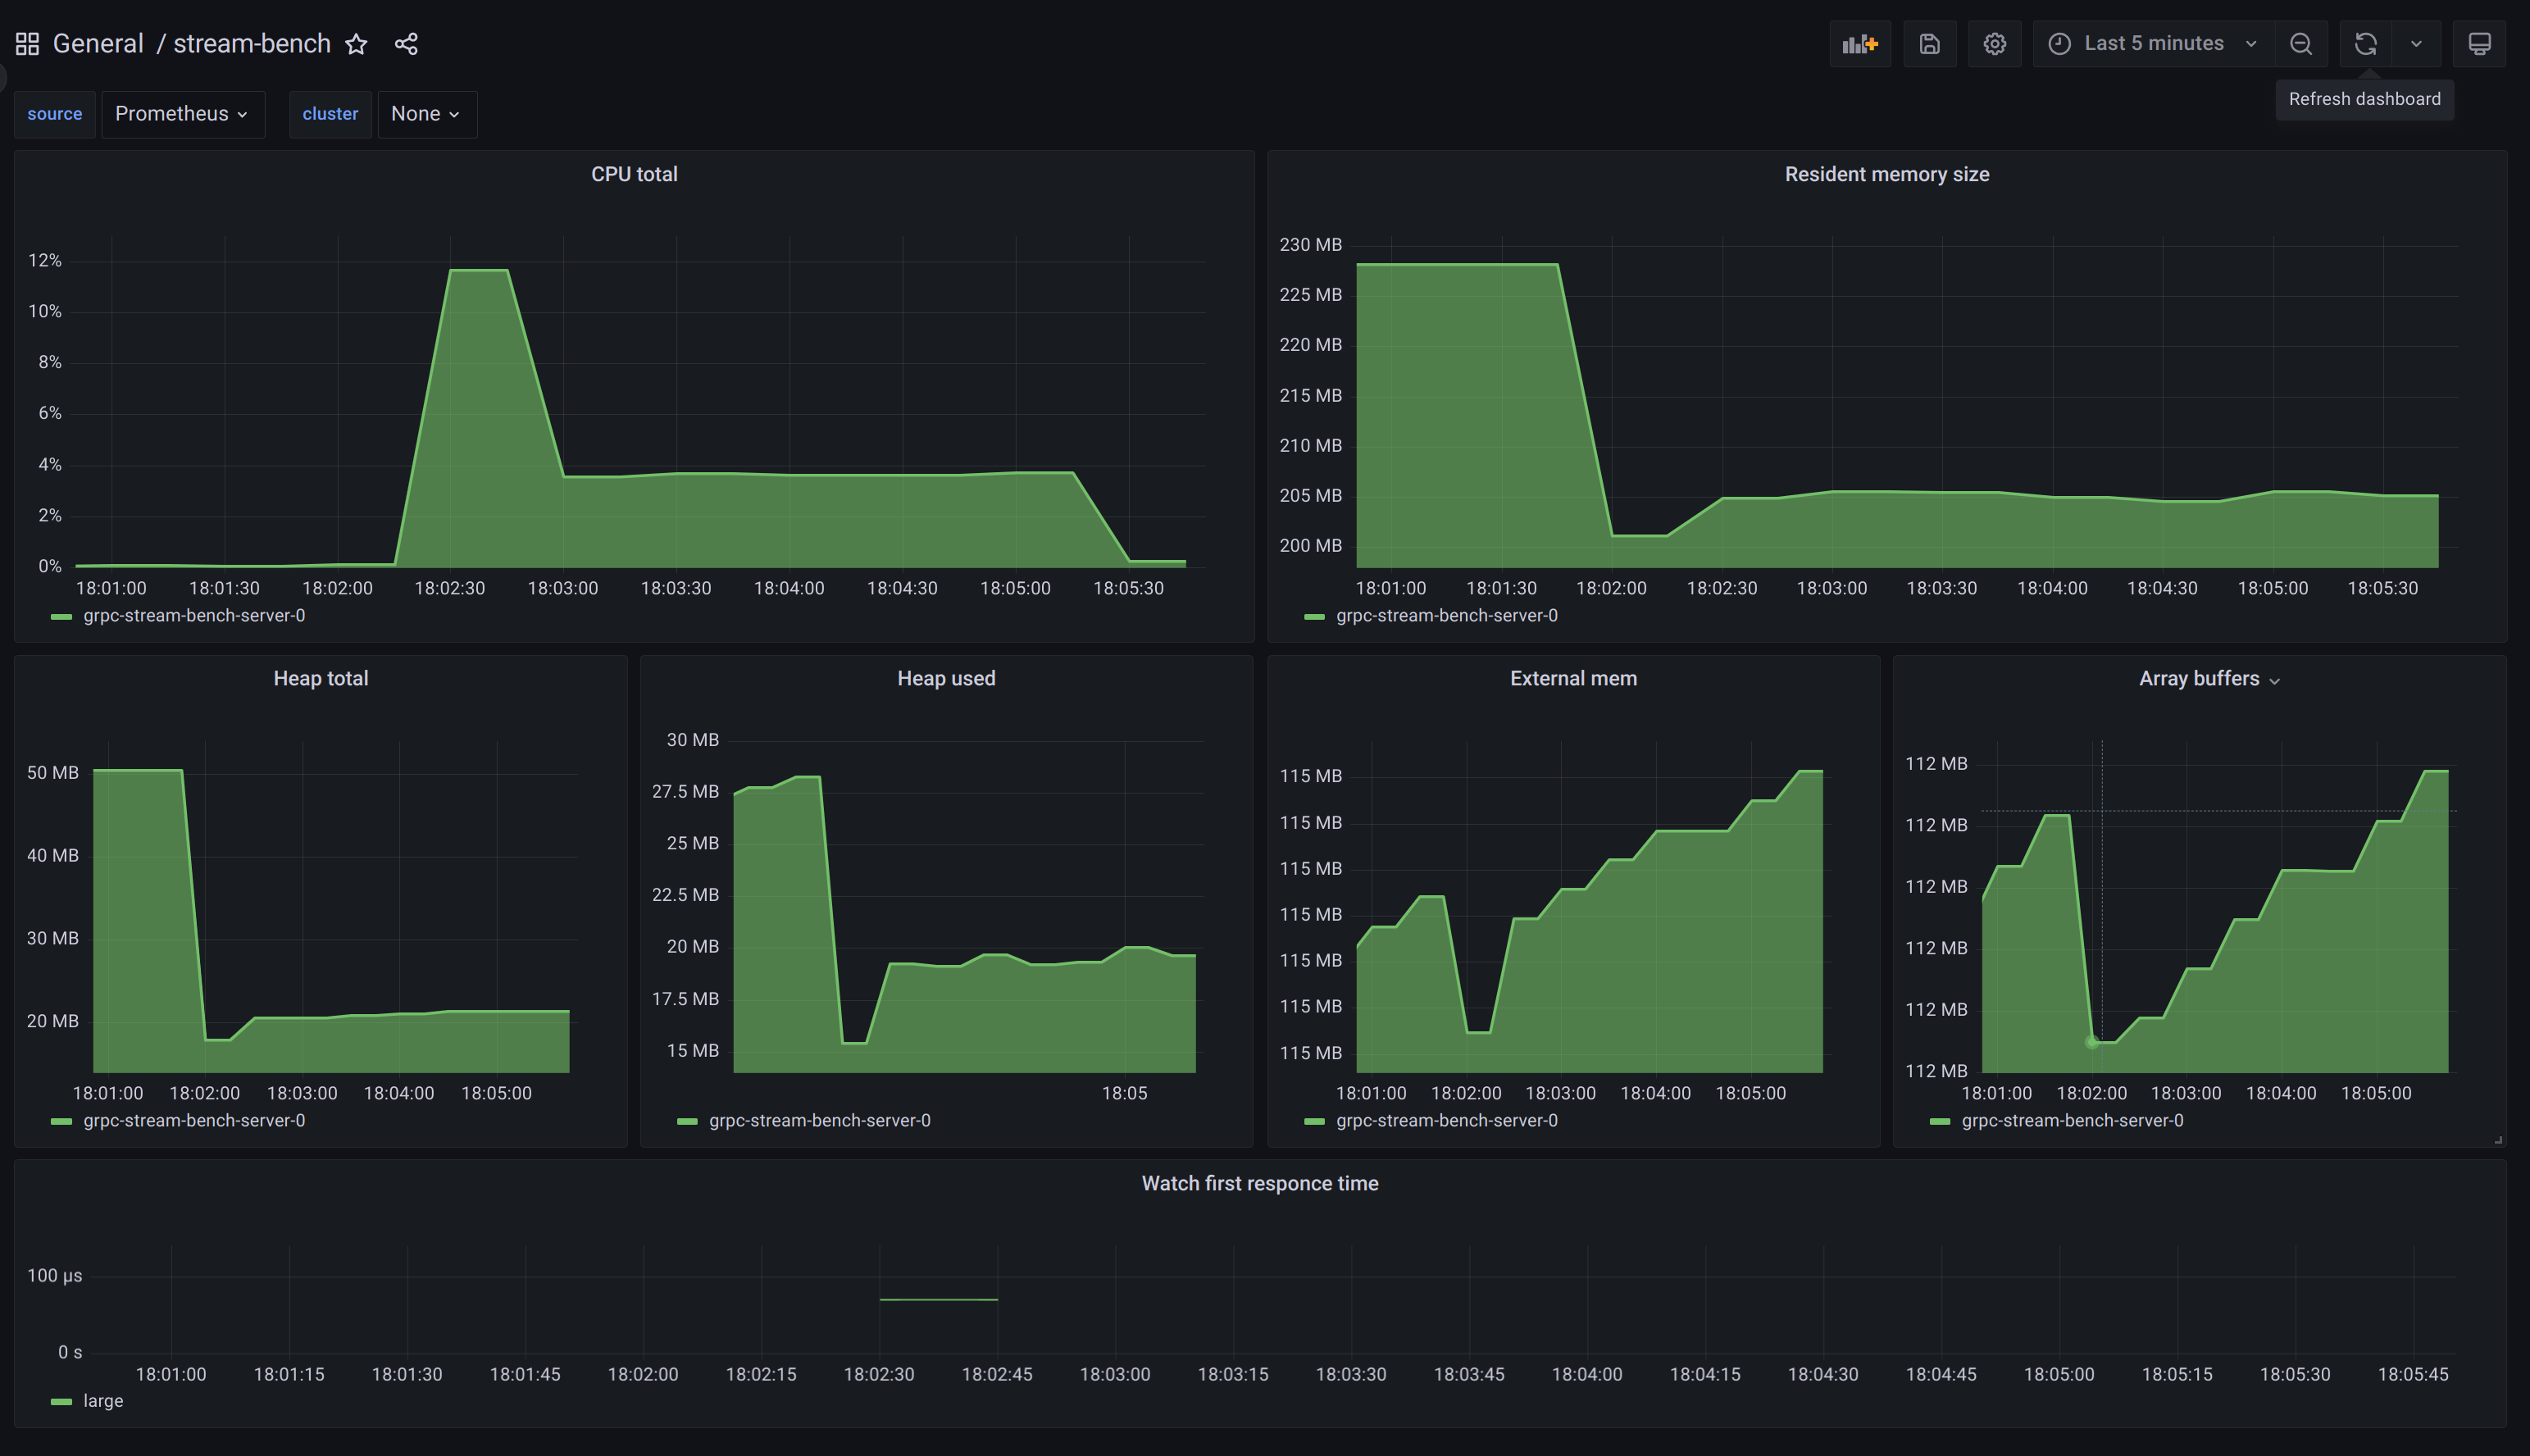 General / stream-bench
Last 5 minutes
Refresh dashboard
source Prometheus cluster None
CPU total
12%
10%
8%
6%
4%
2%
0%
18:01:00 18:01:30 18:02:00 18:02:30 18:03:00 18:03:30 18:04:00 18:04:30 18:05:00 18:05:30
grpc-stream-bench-server-0
Resident memory size
230 MB
225 MB
220 MB
215 MB
210 MB
205 MB
200 MB
18:01:00 18:01:30 18:02:00 18:02:30 18:03:00 18:03:30 18:04:00 18:04:30 18:05:00 18:05:30
grpc-stream-bench-server-0
Heap total
50 MB
40 MB
30 MB
20 MB
18:01:00 18:02:00 18:03:00 18:04:00 18:05:00
grpc-stream-bench-server-0
Heap used
30 MB
27.5 MB
25 MB
22.5 MB
20 MB
17.5 MB
15 MB
18:05
grpc-stream-bench-server-0
External mem
115 MB
115 MB
115 MB
115 MB
115 MB
115 MB
115 MB
18:01:00 18:02:00 18:03:00 18:04:00 18:05:00
grpc-stream-bench-server-0
Array buffers
112 MB
112 MB
112 MB
112 MB
112 MB
112 MB
18:01:00 18:02:00 18:03:00 18:04:00 18:05:00
grpc-stream-bench-server-0
Watch first responce time
100 µs
0 s
18:01:00 18:01:15 18:01:30 18:01:45 18:02:00 18:02:15 18:02:30 18:02:45 18:03:00 18:03:15 18:03:30 18:03:45 18:04:00 18:04:15 18:04:30 18:04:45 18:05:00 18:05:15 18:05:30 18:05:45
large